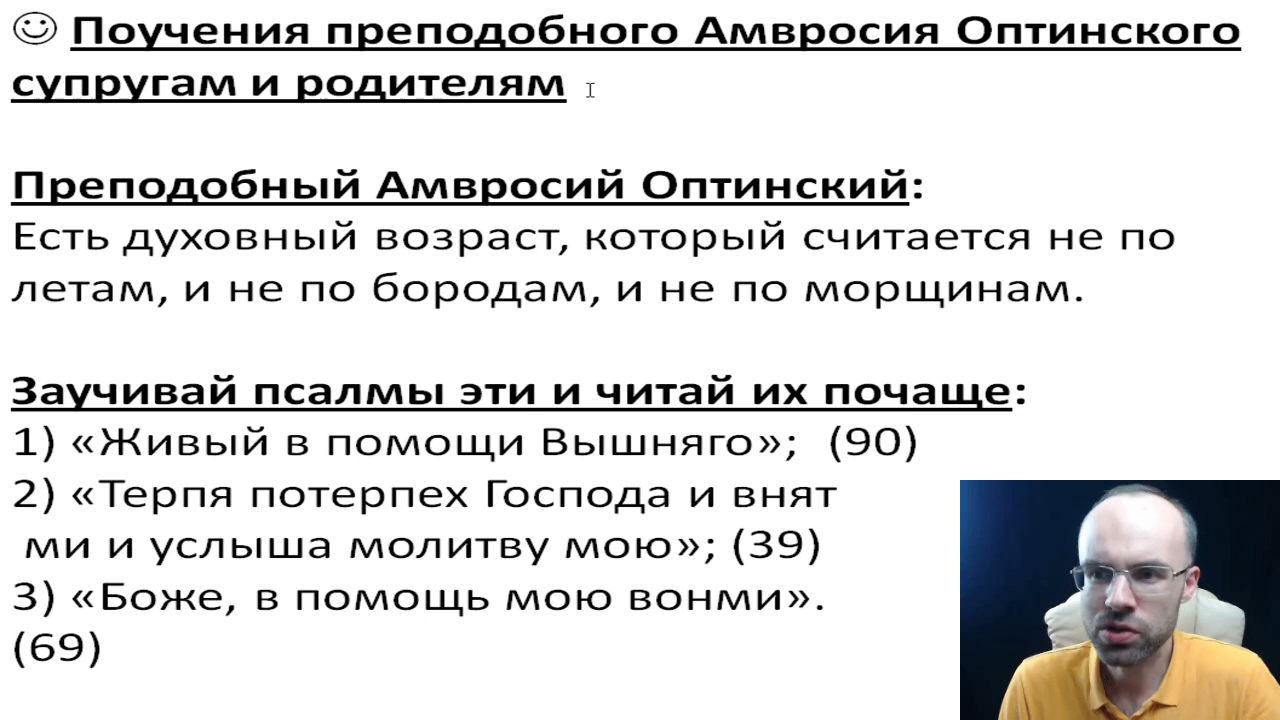 ☺ Поучения преподобного Амвросия Оптинского
супругам и родителям
Преподобный Амвросий Оптинский:
Есть духовный возраст, который считается не по
летам, и не по бородам, и не по морщинам.
Заучивай псалмы эти и читай их почаще:
1) «Живый в помощи Вышняго»; (90)
2) «Терпя потерпех Господа и внят
ми и услыша молитву мою»; (39)
3) «Боже, в помощь мою вонми».
(69)